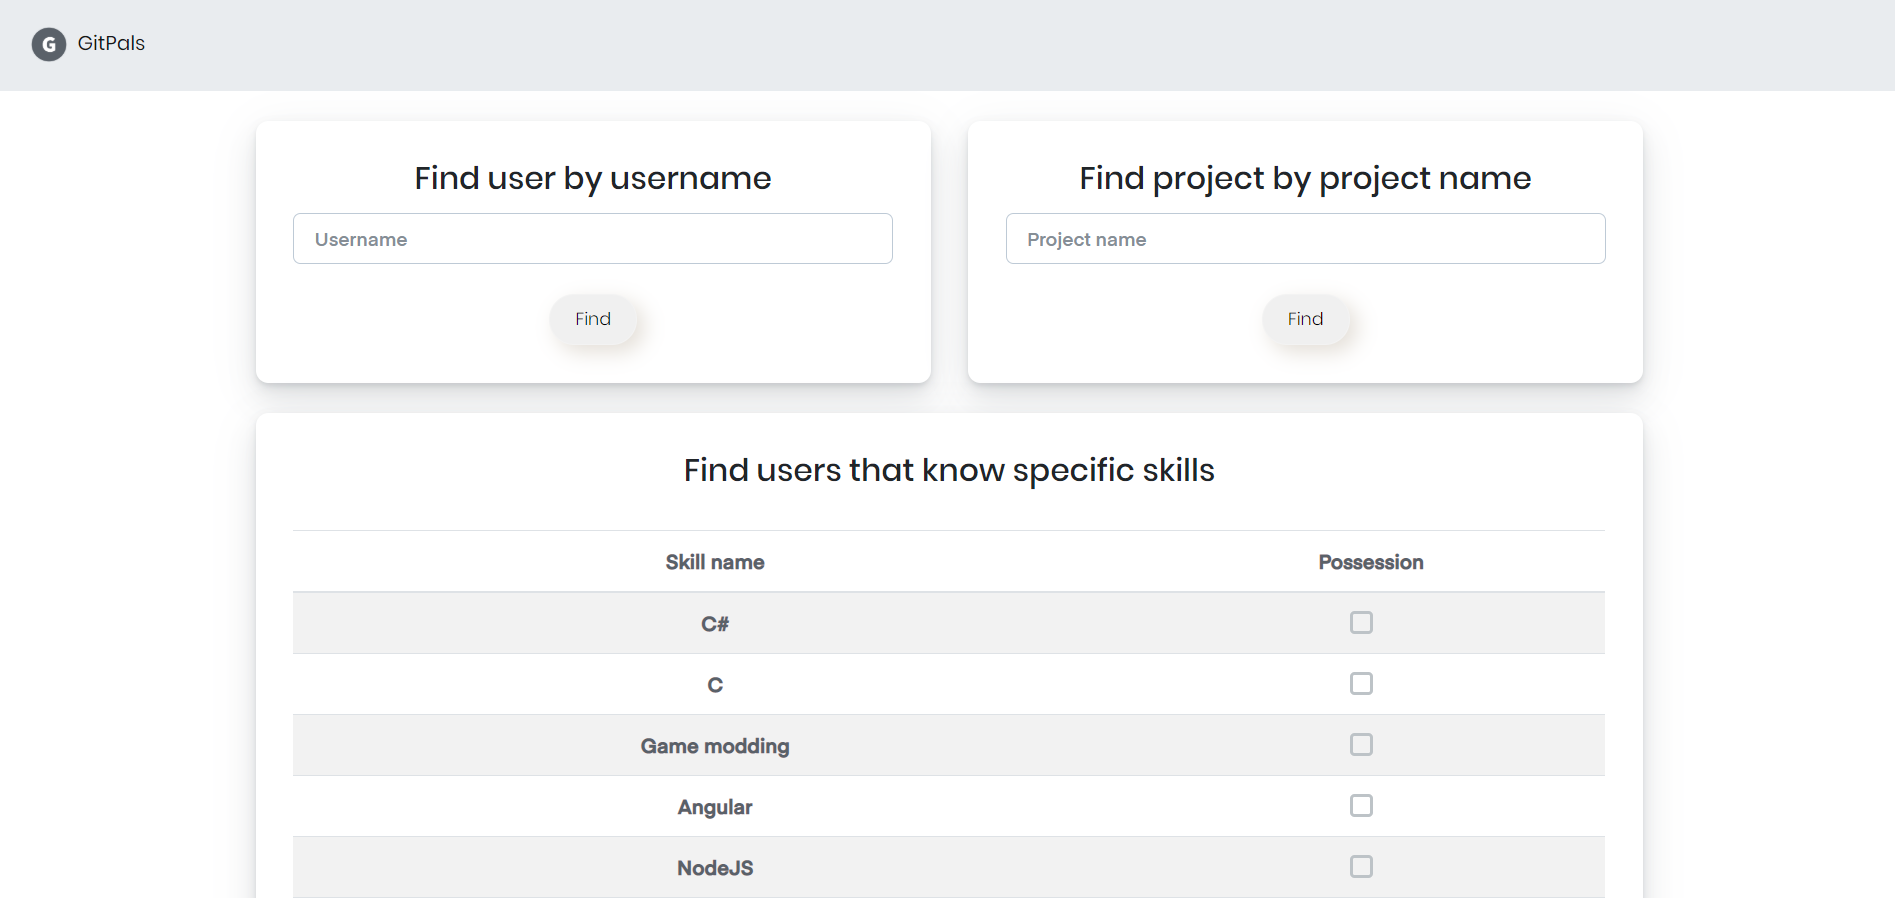 G GitPals
Find user by username
Username
Find
Find project by project name
Project name
Find
Find users that know specific skills
Skill name Possession
C#
C
Game modding
Angular
NodeJS